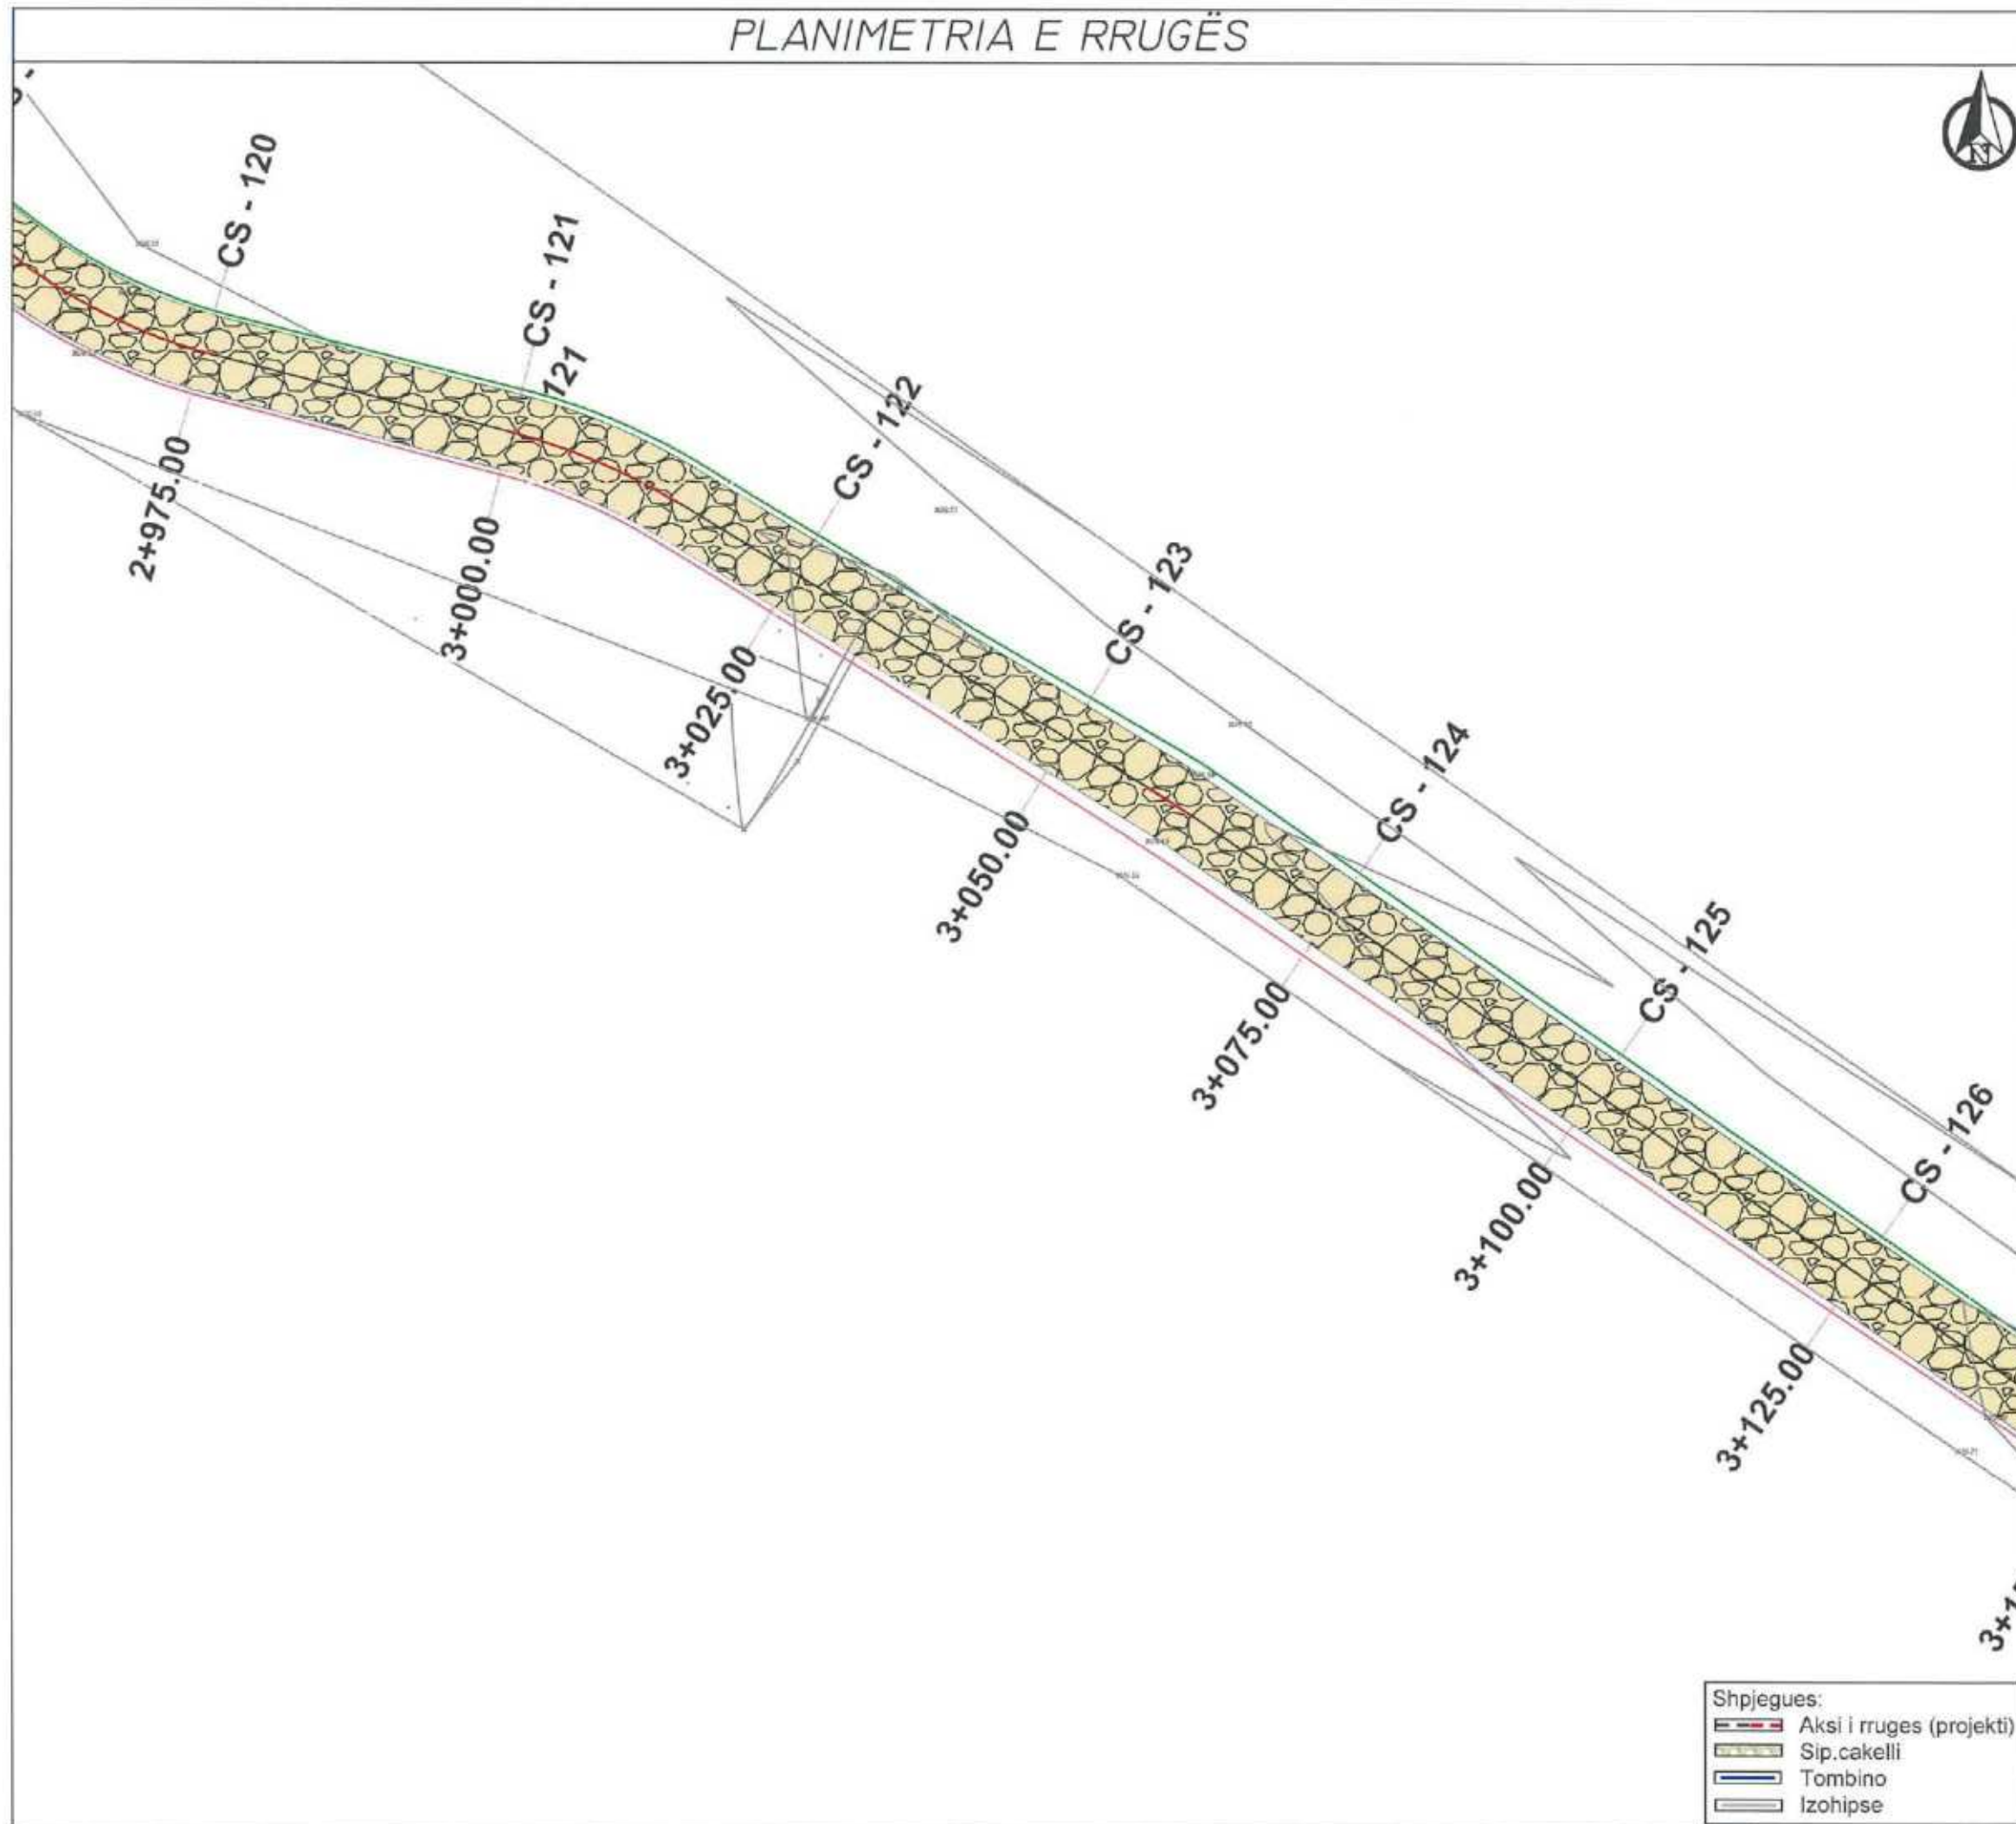 PLANIMETRIA E RRUGËS
N
CS - 120
CS - 121
121
CS - 122
CS - 123
CS - 124
CS - 125
CS - 126
2+975.00
3+000.00
3+025.00
3+050.00
3+075.00
3+100.00
3+125.00
Shpjegues:
Aksi i rruges (projekti)
Sip.cakelli
Tombino
Izohipse